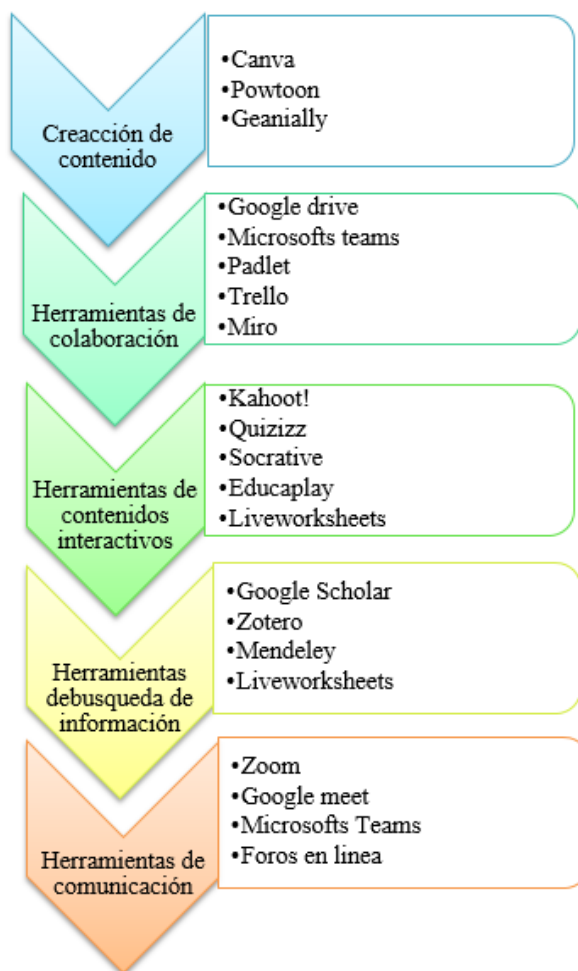 Creacción de
contenido
•Canva
•Powtoon
•Geanially
Herramientas de
colaboración
•Google drive
•Microsofts teams
•Padlet
•Trello
•Miro
Herramientas de
contenidos
interactivos
•Kahoot!
•Quizizz
•Socrative
•Educaplay
•Liveworksheets
Herramientas
debusqueda de
información
•Google Scholar
•Zotero
•Mendeley
•Liveworksheets
Herramientas de
comunicación
•Zoom
•Google meet
•Microsofts Teams
•Foros en linea